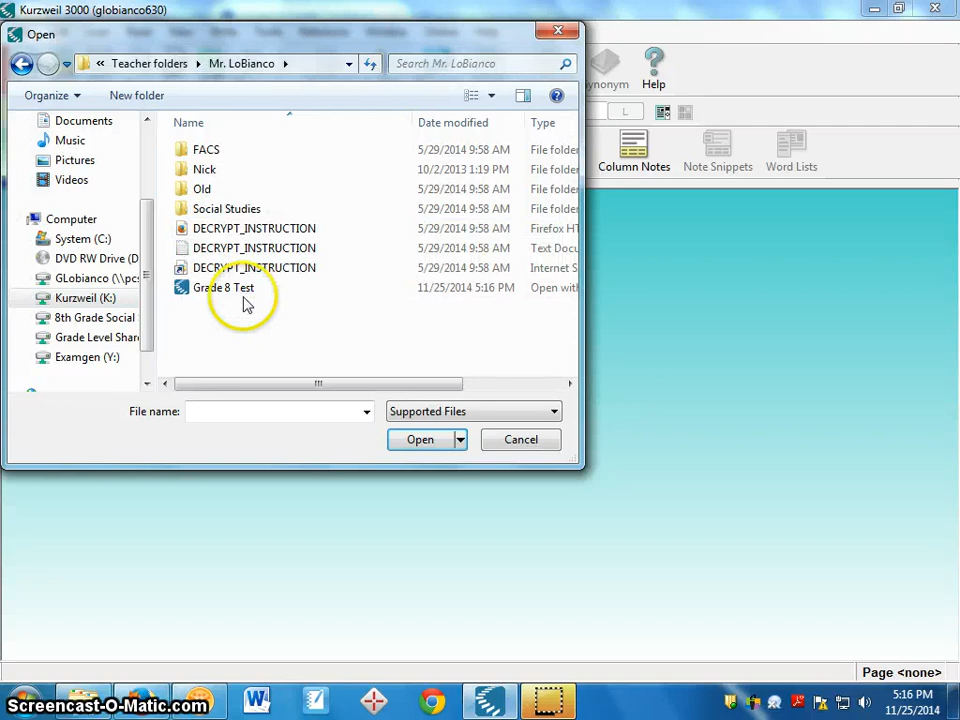 Kurzweil 3000 (globianco630)
Open
« Teacher folders ▸ Mr. LoBianco ▸
Search Mr. LoBianco
ynonym
Help
Organize
New folder
L
Documents
Music
Pictures
Videos
Computer
System (C:)
DVD RW Drive (D
GLobianco (\\pcs
Kurzweil (K:)
8th Grade Social
Grade Level Share
Examgen (Y:)
Name Date modified Type
FACS 5/29/2014 9:58 AM File folder
Nick 10/2/2013 1:19 PM File folder
Old 5/29/2014 9:58 AM File folder
Social Studies 5/29/2014 9:58 AM File folder
DECRYPT_INSTRUCTION 5/29/2014 9:58 AM Firefox HT
DECRYPT_INSTRUCTION 5/29/2014 9:58 AM Text Docu
DECRYPT_INSTRUCTION 5/29/2014 9:58 AM Internet S
Grade 8 Test 11/25/2014 5:16 PM Open with
Column Notes
Note Snippets
Word Lists
File name:
Supported Files
Open
Cancel
Page <none>
Screencast-O-Matic.com
5:16 PM
11/25/2014